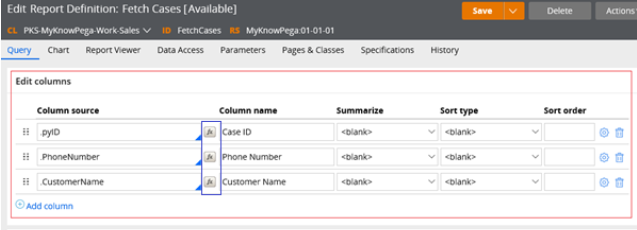 Edit Report Definition: Fetch Cases [Available]
Save
Delete
Actions
CL PKS-MyKnowPega-Work-Sales ID FetchCases RS MyKnowPega:01-01-01
Query Chart Report Viewer Data Access Parameters Pages & Classes Specifications History
Edit columns
Column source Column name Summarize Sort type Sort order
.pyID fx Case ID <blank> <blank>
.PhoneNumber fx Phone Number <blank> <blank>
.CustomerName fx Customer Name <blank> <blank>
Add column